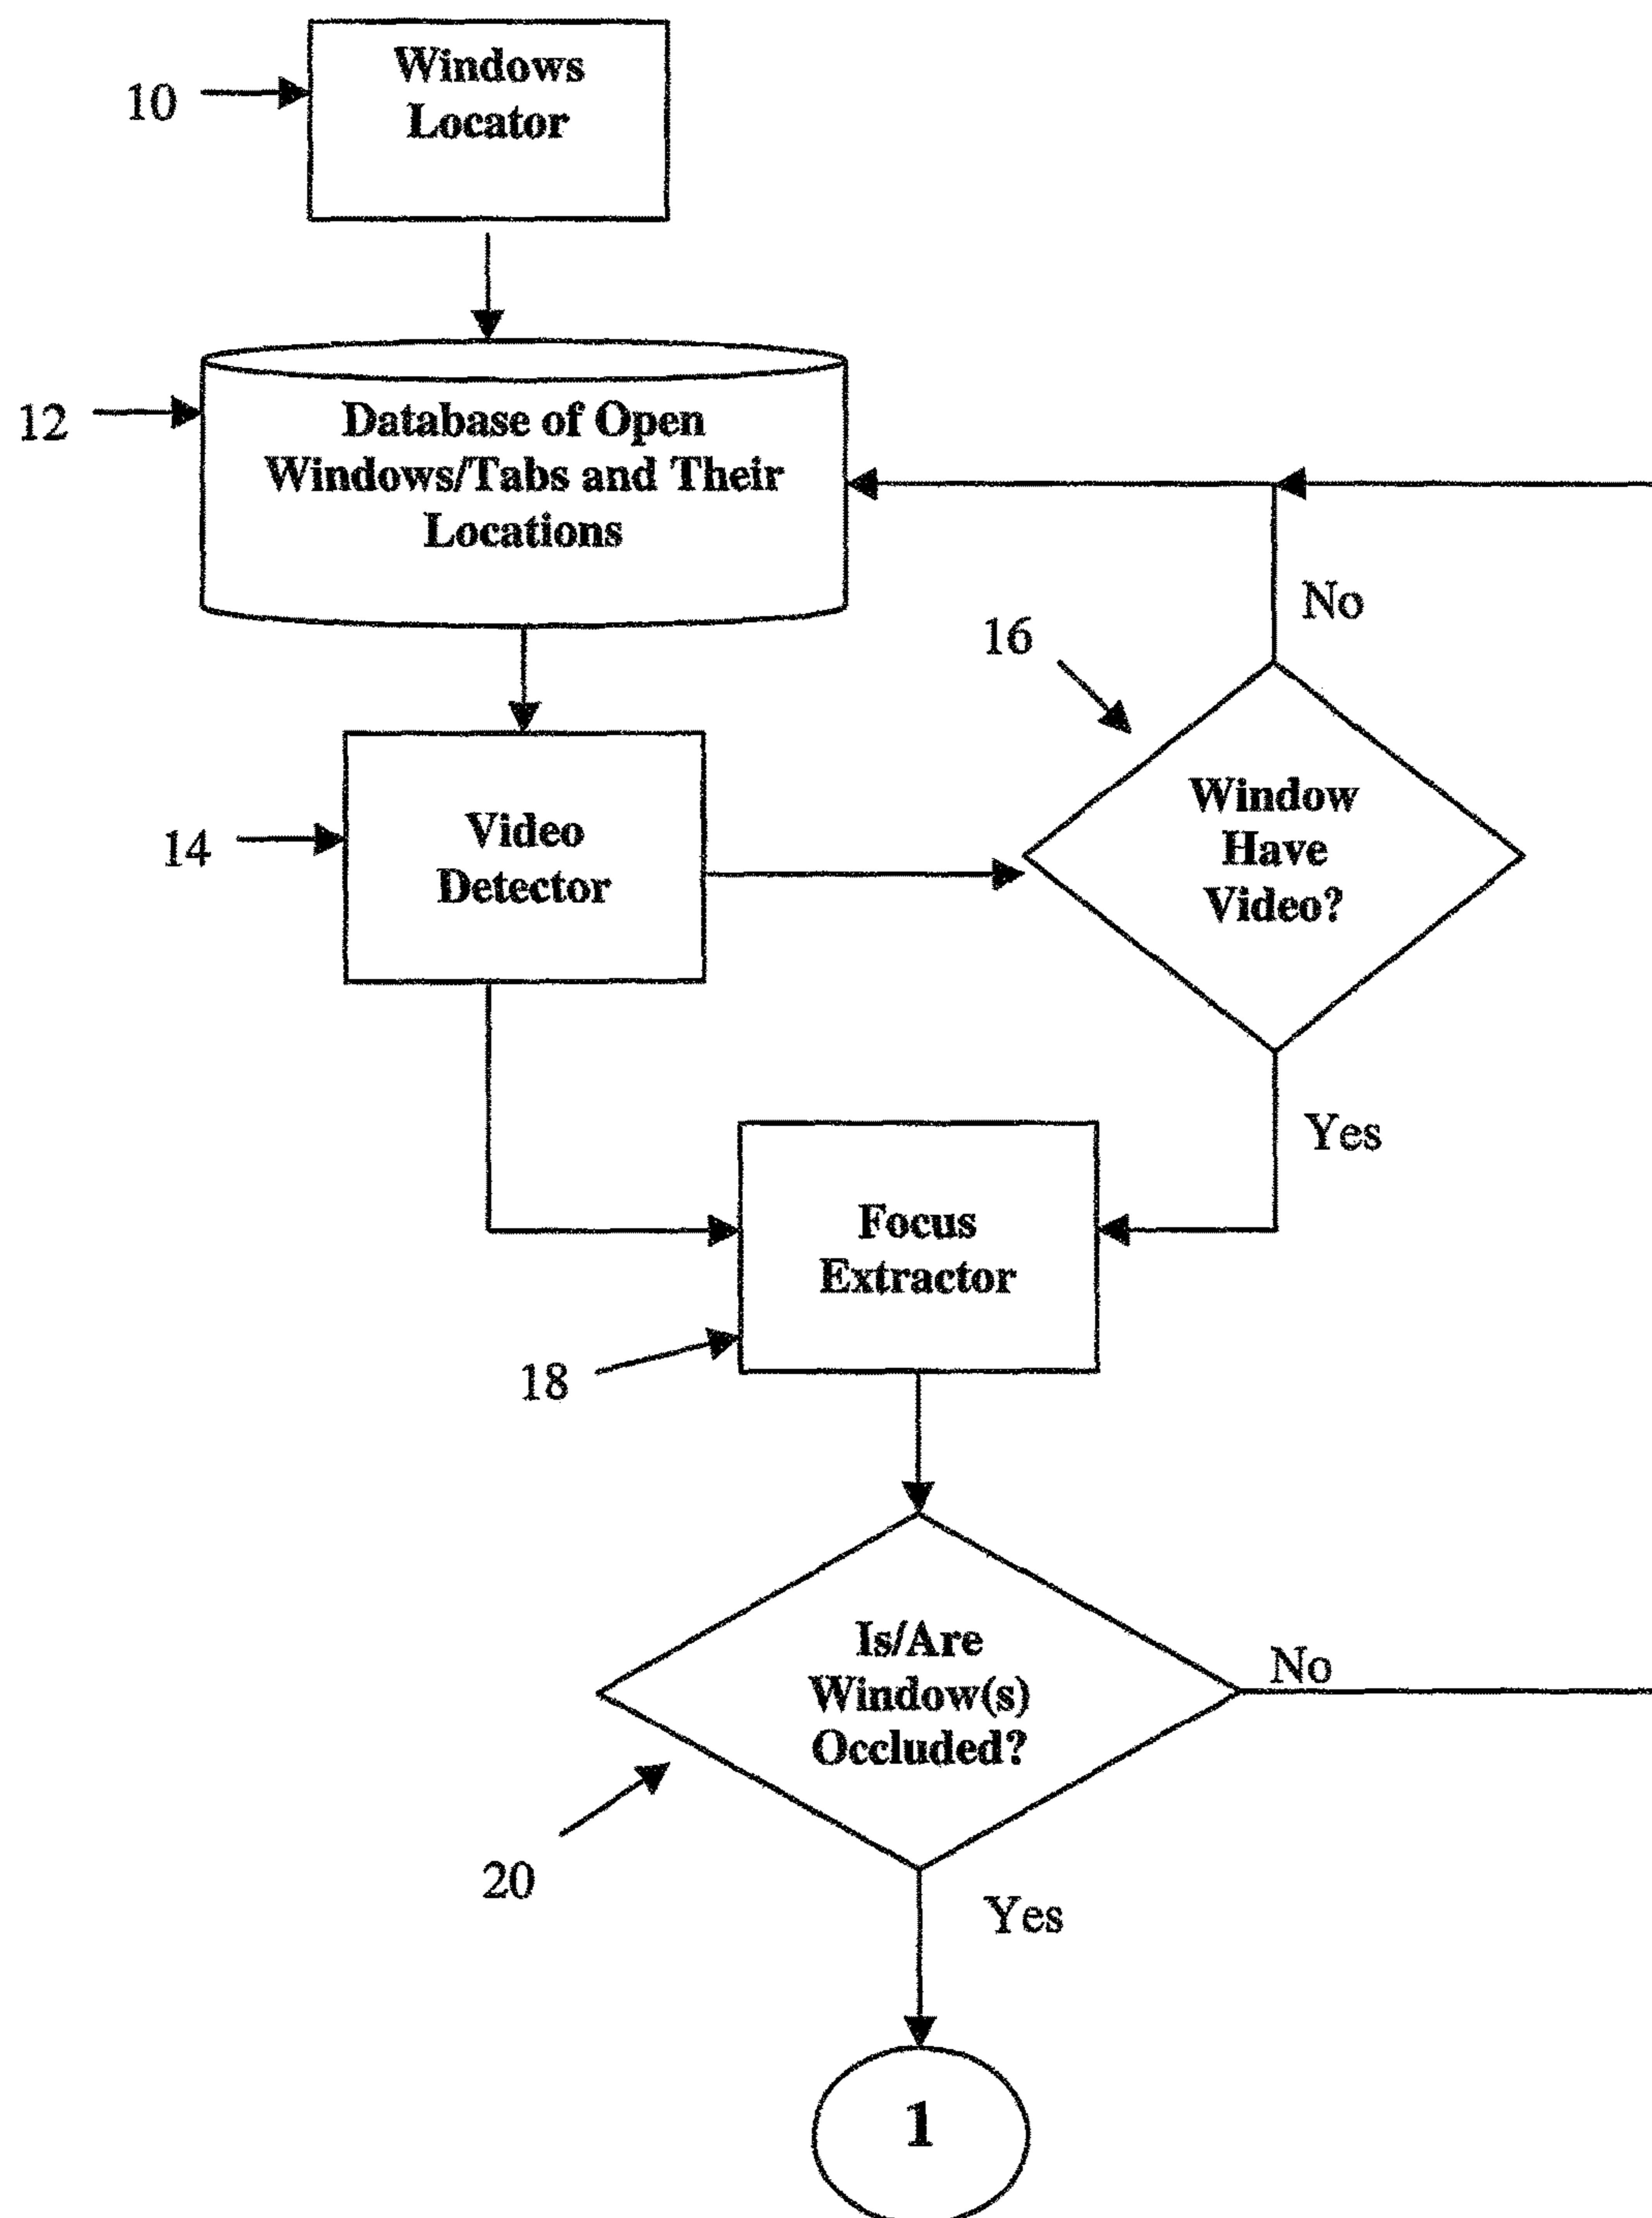 10
Windows
Locator
12
Database of Open
Windows/Tabs and Their
Locations
No
16
14
Video
Detector
Window
Have
Video?
Yes
Focus
Extractor
18
Is/Are
Window(s)
Occluded?
No
20
Yes
1